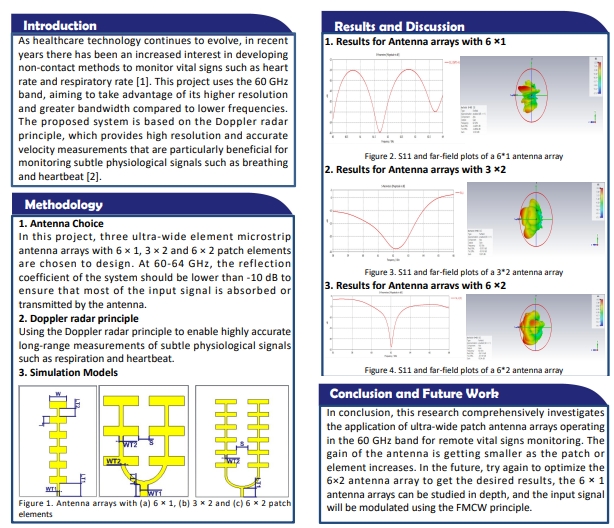 Introduction
As healthcare technology continues to evolve, in recent
years there has been an increased interest in developing
non-contact methods to monitor vital signs such as heart
rate and respiratory rate [1]. This project uses the 60 GHz
band, aiming to take advantage of its higher resolution
and greater bandwidth compared to lower frequencies.
The proposed system is based on the Doppler radar
principle, which provides high resolution and accurate
velocity measurements that are particularly beneficial for
monitoring subtle physiological signals such as breathing
and heartbeat [2].
Methodology
1. Antenna Choice
In this project, three ultra-wide element microstrip
antenna arrays with 6 × 1, 3 × 2 and 6 × 2 patch elements
are chosen to design. At 60-64 GHz, the reflection
coefficient of the system should be lower than -10 dB to
ensure that most of the input signal is absorbed or
transmitted by the antenna.
2. Doppler radar principle
Using the Doppler radar principle to enable highly accurate
long-range measurements of subtle physiological signals
such as respiration and heartbeat.
3. Simulation Models
W
S
WT2
WT2
WT1
S
WT2
Figure 1. Antenna arrays with (a) 6 × 1, (b) 3 × 2 and (c) 6 × 2 patch
elements
Results and Discussion
1. Results for Antenna arrays with 6 ×1
Figure 2. S11 and far-field plots of a 6*1 antenna array
2. Results for Antenna arrays with 3 ×2
Figure 3. S11 and far-field plots of a 3*2 antenna array
3. Results for Antenna arrays with 6 ×2
Figure 4. S11 and far-field plots of a 6*2 antenna array
Conclusion and Future Work
In conclusion, this research comprehensively investigates
the application of ultra-wide patch antenna arrays operating
in the 60 GHz band for remote vital signs monitoring. The
gain of the antenna is getting smaller as the patch or
element increases. In the future, try again to optimize the
6×2 antenna array to get the desired results, the 6 × 1
antenna arrays can be studied in depth, and the input signal
will be modulated using the FMCW principle.